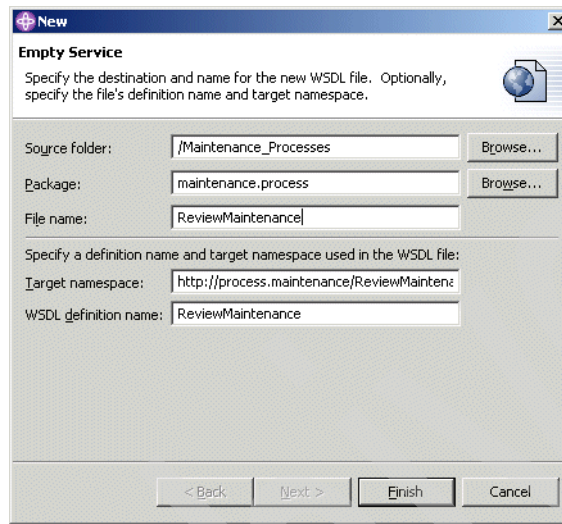 New
Empty Service
Specify the destination and name for the new WSDL file. Optionally,
specify the file's definition name and target namespace.
Source folder: /Maintenance_Processes Browse...
Package: maintenance.process Browse...
File name: ReviewMaintenance
Specify a definition name and target namespace used in the WSDL file:
Target namespace: http://process.maintenance/ReviewMaintena
WSDL definition name: ReviewMaintenance
< Back Next > Finish Cancel